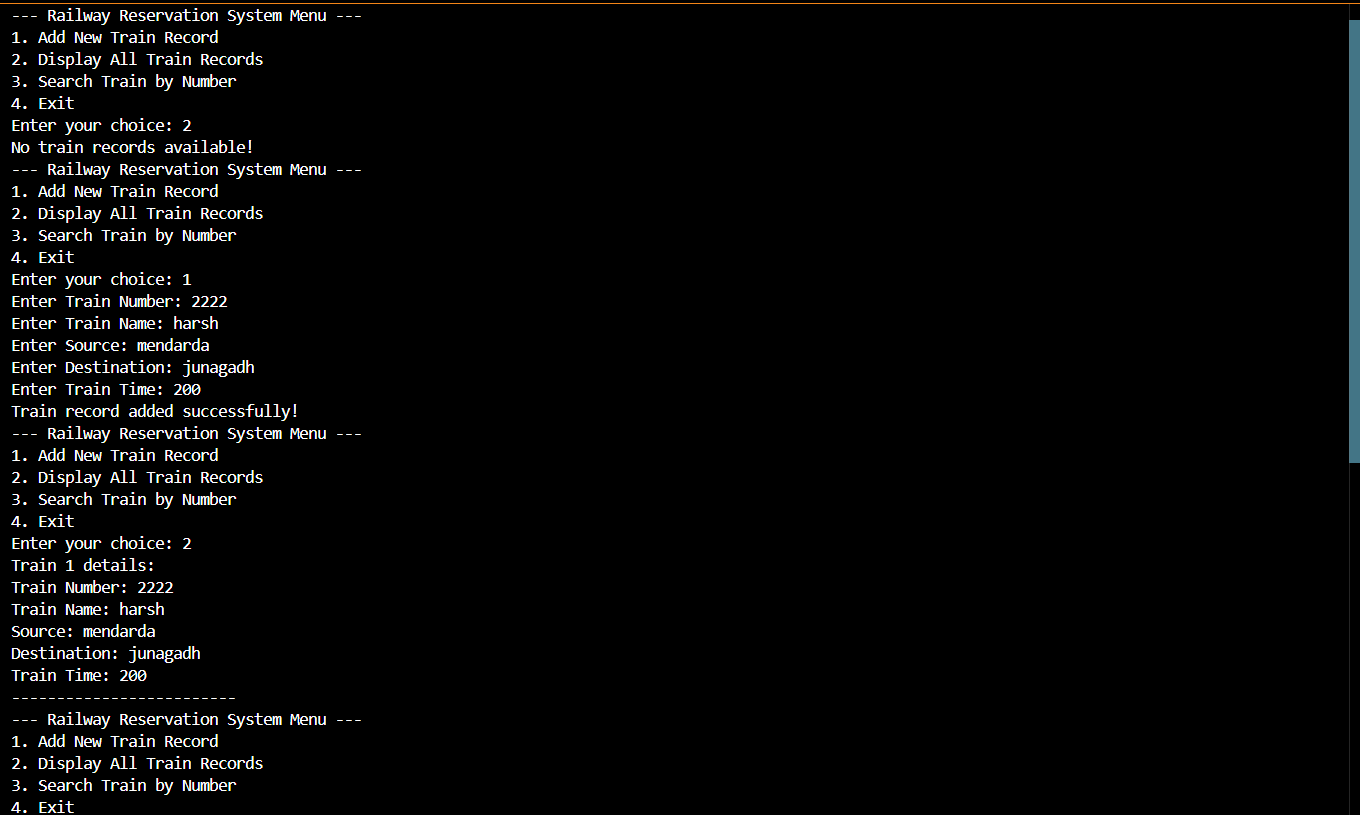 --- Railway Reservation System Menu ---
1. Add New Train Record
2. Display All Train Records
3. Search Train by Number
4. Exit
Enter your choice: 2
No train records available!
--- Railway Reservation System Menu ---
1. Add New Train Record
2. Display All Train Records
3. Search Train by Number
4. Exit
Enter your choice: 1
Enter Train Number: 2222
Enter Train Name: harsh
Enter Source: mendarda
Enter Destination: junagadh
Enter Train Time: 200
Train record added successfully!
--- Railway Reservation System Menu ---
1. Add New Train Record
2. Display All Train Records
3. Search Train by Number
4. Exit
Enter your choice: 2
Train 1 details:
Train Number: 2222
Train Name: harsh
Source: mendarda
Destination: junagadh
Train Time: 200
-------------------------
--- Railway Reservation System Menu ---
1. Add New Train Record
2. Display All Train Records
3. Search Train by Number
4. Exit